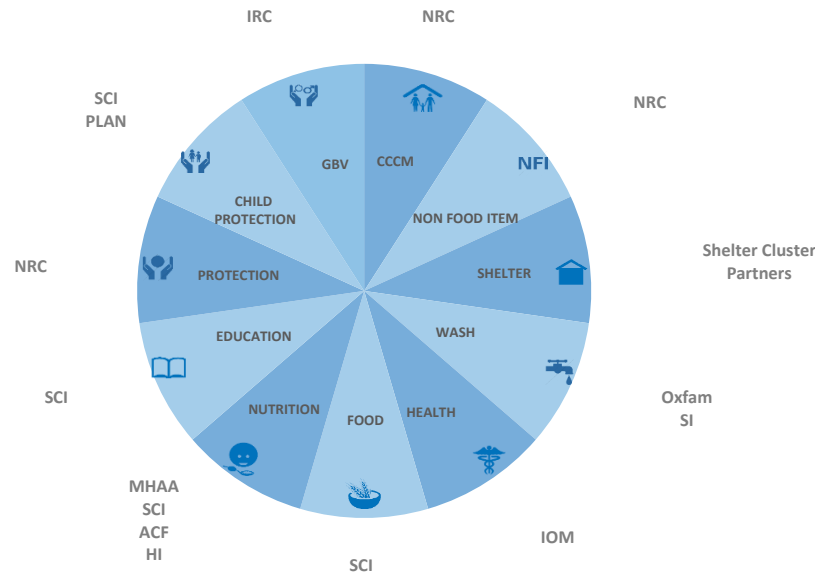 IRC
NRC
SCI
PLAN
NRC
NFI
GBV
CCCM
CHILD
PROTECTION
NON FOOD ITEM
Shelter Cluster
Partners
NRC
PROTECTION
SHELTER
EDUCATION
WASH
SCI
Oxfam
SI
NUTRITION
FOOD
HEALTH
MHAA
SCI
ACF
HI
SCI
IOM